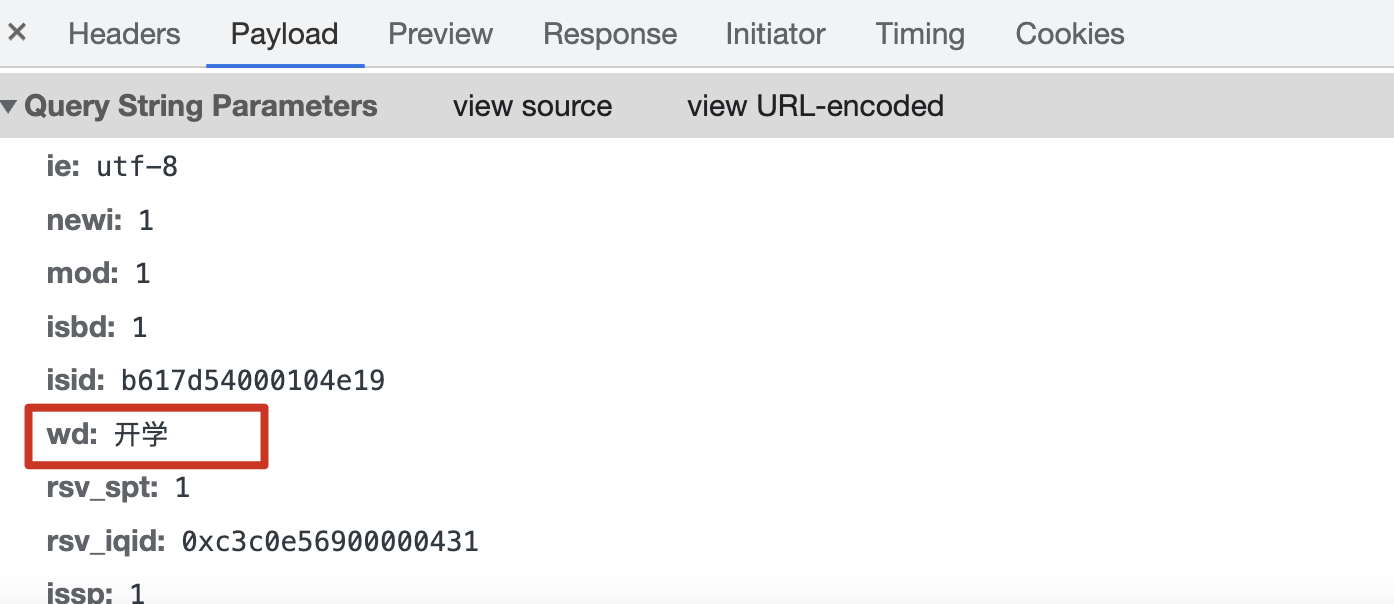 × Headers Payload Preview Response Initiator Timing Cookies
▼ Query String Parameters view source view URL-encoded
ie: utf-8
newi: 1
mod: 1
isbd: 1
isid: b617d54000104e19
wd: 开学
rsv_spt: 1
rsv_iqid: 0xc3c0e56900000431
issp: 1